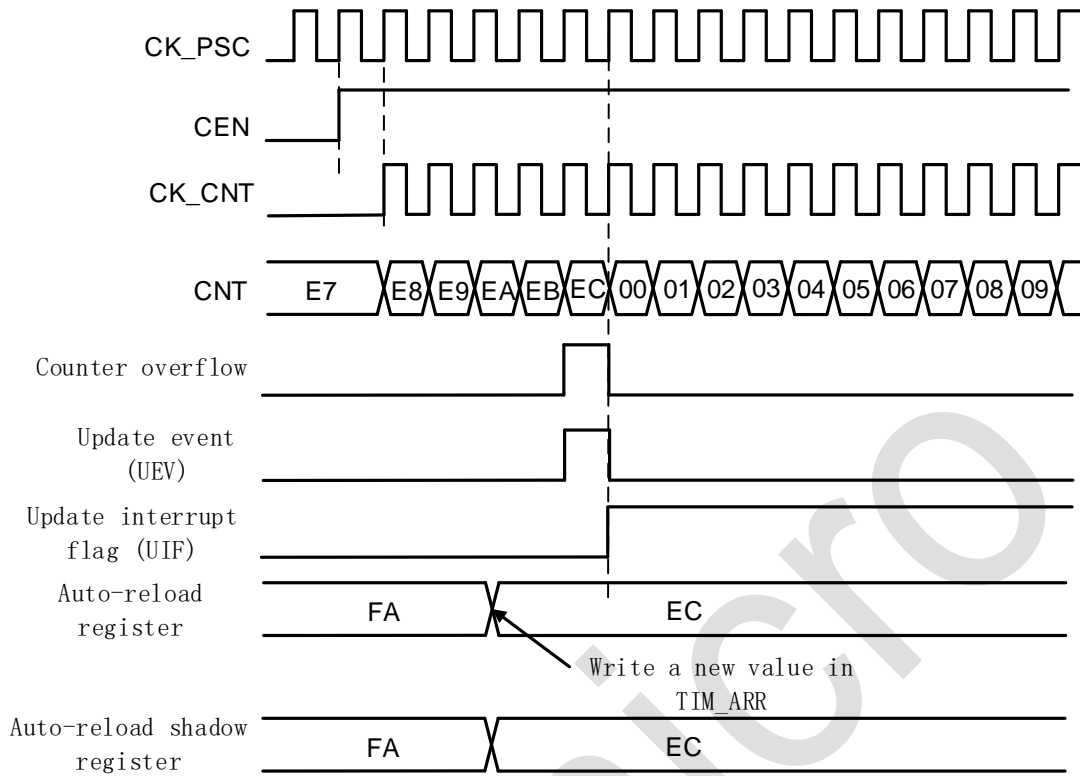 CK_PSC
CEN
CK_CNT
CNT E7 E8 E9 EA EB EC 00 01 02 03 04 05 06 07 08 09
Counter overflow
Update event
(UEV)
Update interrupt
flag (UIF)
Auto-reload
register
FA EC
Write a new value in
TIM_ARR
Auto-reload shadow
register
FA EC
icro